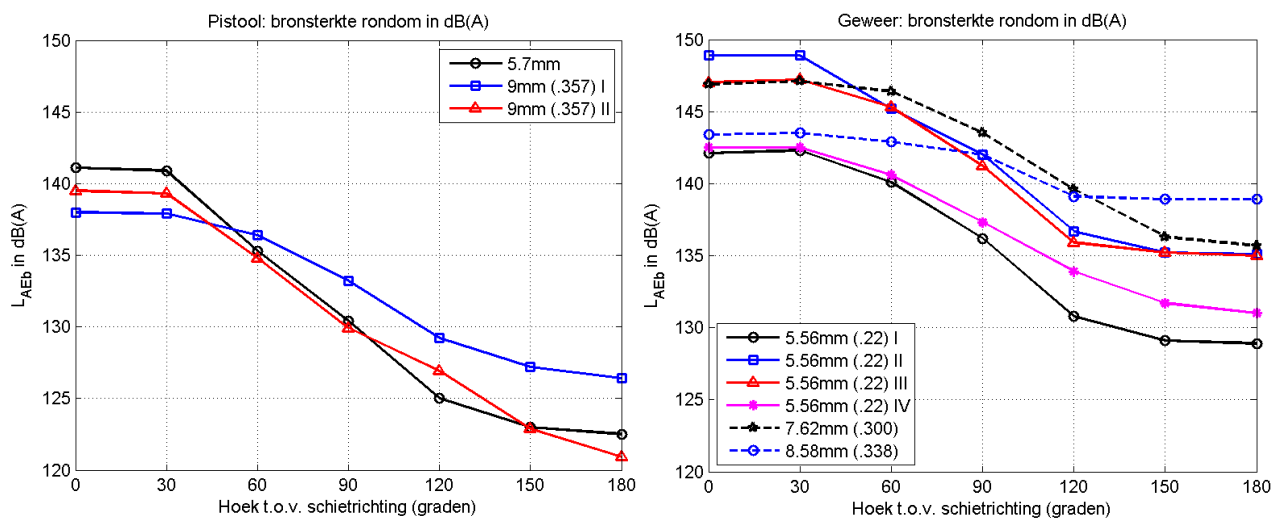 Pistool: bronsterkte rondom in dB(A)
150
145
140
135
130
125
120
L_AEb in dB(A)
0 30 60 90 120 150 180
Hoek t.o.v. schietrichting (graden)
5.7mm
9mm (.357) I
9mm (.357) II
Geweer: bronsterkte rondom in dB(A)
150
145
140
135
130
125
120
L_AEb in dB(A)
0 30 60 90 120 150 180
Hoek t.o.v. schietrichting (graden)
5.56mm (.22) I
5.56mm (.22) II
5.56mm (.22) III
5.56mm (.22) IV
7.62mm (.300)
8.58mm (.338)